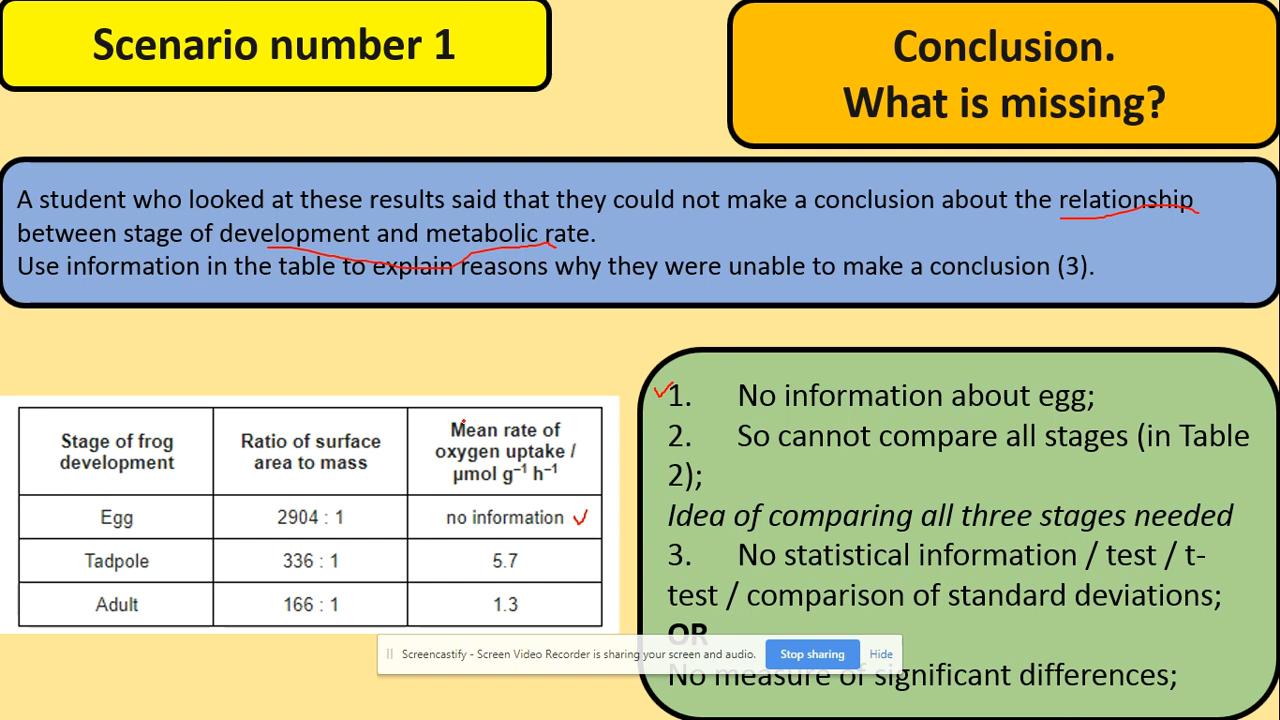 Scenario number 1
Conclusion.
What is missing?
A student who looked at these results said that they could not make a conclusion about the relationship
between stage of development and metabolic rate.
Use information in the table to explain reasons why they were unable to make a conclusion (3).
Stage of frog
development
Ratio of surface
area to mass
Mean rate of
oxygen uptake /
µmol g⁻¹ h⁻¹
Egg 2904 : 1 no information
Tadpole 336 : 1 5.7
Adult 166 : 1 1.3
1. No information about egg;
2. So cannot compare all stages (in Table
2);
Idea of comparing all three stages needed
3. No statistical information / test / t-
test / comparison of standard deviations;
OR
No measure of significant differences;
Screencastify - Screen Video Recorder is sharing your screen and audio. Stop sharing Hide